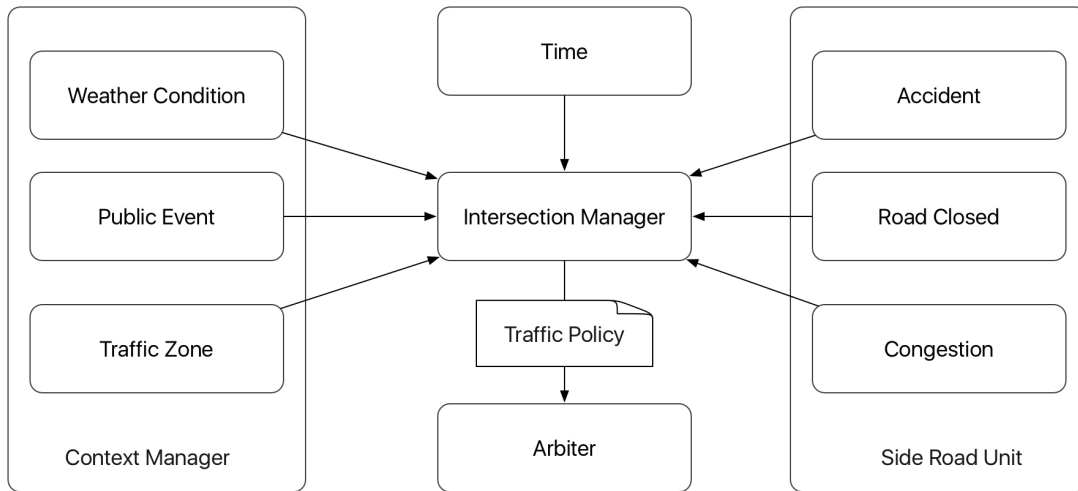 Time
Weather Condition
Accident
Public Event
Intersection Manager
Road Closed
Traffic Policy
Traffic Zone
Congestion
Arbiter
Context Manager
Side Road Unit